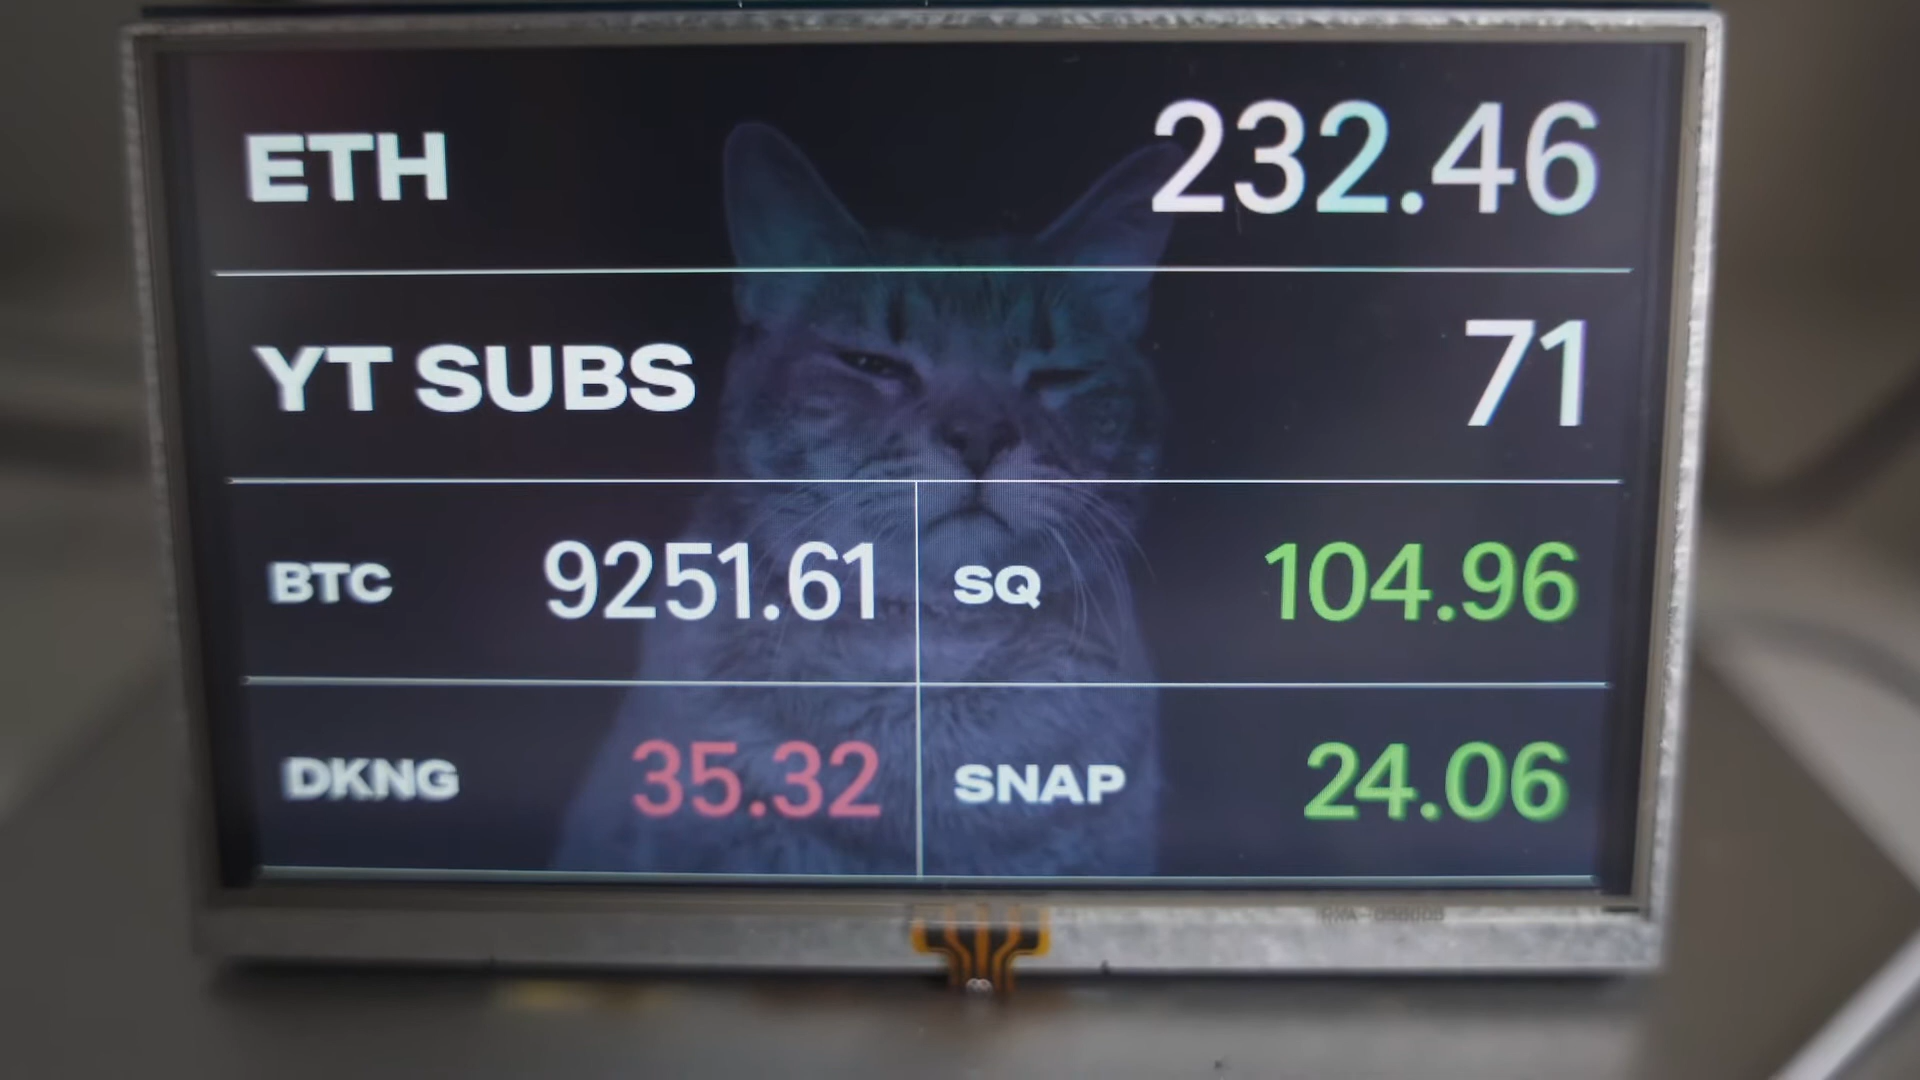 ETH 232.46
YT SUBS 71
BTC 9251.61 SQ 104.96
DKNG 35.32 SNAP 24.06